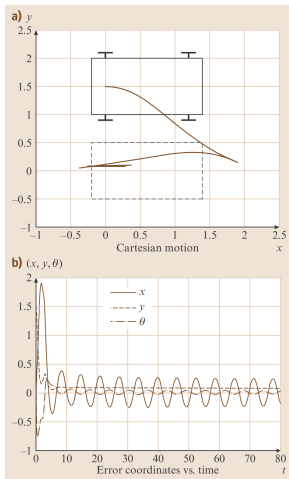 a) y
2.5
2
1.5
1
0.5
0
−0.5
−1
−1 −0.5 0 0.5 1 1.5 2 2.5
Cartesian motion x
b) (x, y, θ)
2
1.5
1
0.5
0
−0.5
−1
x
y
θ
0 10 20 30 40 50 60 70 80
Error coordinates vs. time t